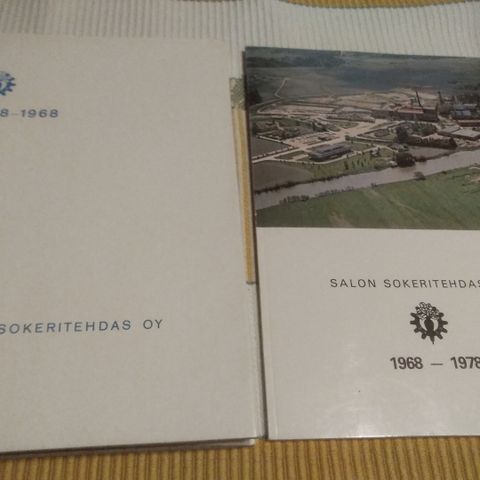 8–1968
SOKERITEHDAS OY
SALON SOKERITEHDAS
1968 — 1978